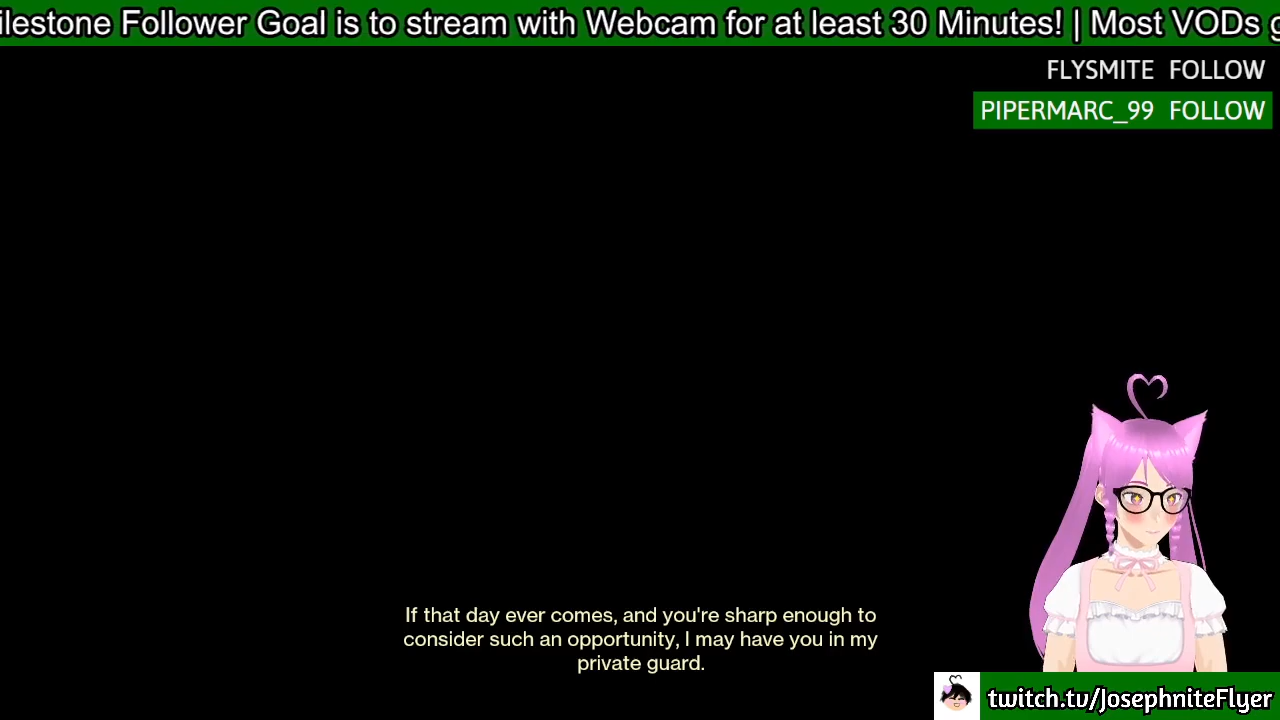 ilestone Follower Goal is to stream with Webcam for at least 30 Minutes! | Most VODs g
FLYSMITE FOLLOW
PIPERMARC_99 FOLLOW
If that day ever comes, and you're sharp enough to
consider such an opportunity, I may have you in my
private guard.
twitch.tv/JosephniteFlyer